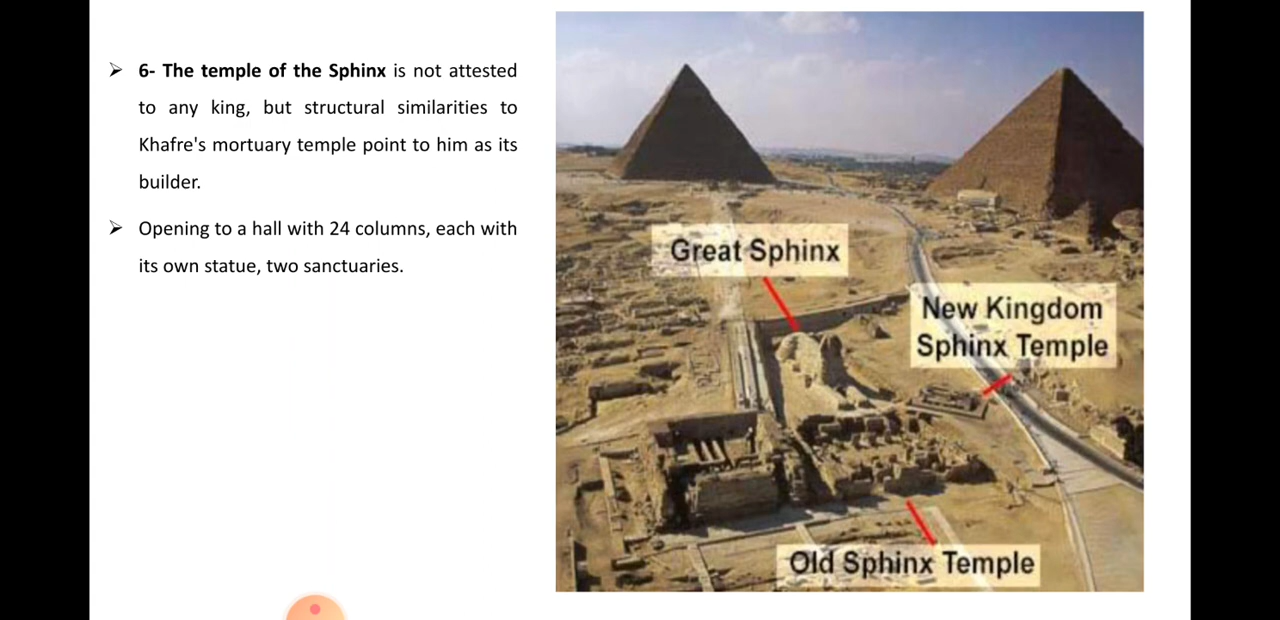 ➢ 6- The temple of the Sphinx is not attested
to any king, but structural similarities to
Khafre's mortuary temple point to him as its
builder.
➢ Opening to a hall with 24 columns, each with
its own statue, two sanctuaries.
Great Sphinx
New Kingdom
Sphinx Temple
Old Sphinx Temple